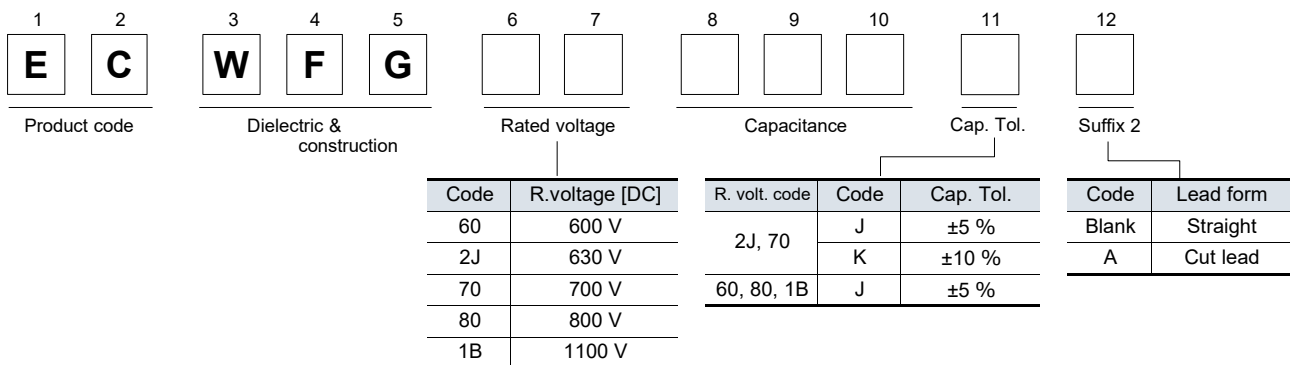 1 2 3 4 5 6 7 8 9 10 11 12
E C W F G
Product code
Dielectric &
construction
Rated voltage
Capacitance
Cap. Tol.
Suffix 2
Code R.voltage [DC]
60 600 V
2J 630 V
70 700 V
80 800 V
1B 1100 V
R. volt. code Code Cap. Tol.
2J, 70 J ±5 %
K ±10 %
60, 80, 1B J ±5 %
Code Lead form
Blank Straight
A Cut lead